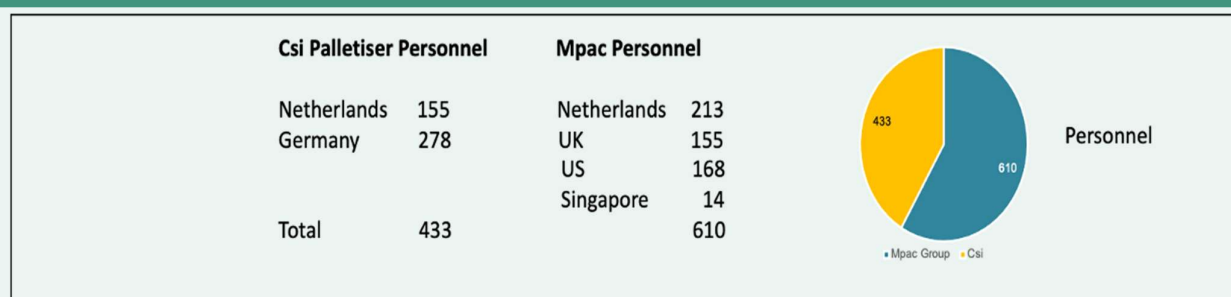 Csi Palletiser Personnel Mpac Personnel
Netherlands 155 Netherlands 213
Germany 278 UK 155
US 168
Singapore 14
Total 433 610
433
610
Personnel
Mpac Group Csi